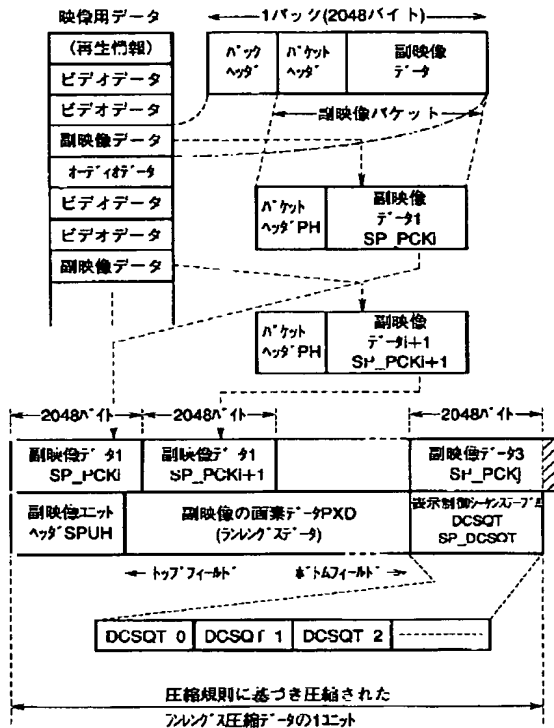 映像用データ
1パック(2048バイト)
(再生情報)
ビデオデータ
ビデオデータ
副映像データ
オーディオデータ
ビデオデータ
ビデオデータ
副映像データ
パック
ヘッダ
パケット
ヘッダ
副映像
データ
副映像パケット
パケット
ヘッダPH
副映像
データ1
SP_PCKi
パケット
ヘッダPH
副映像
データi+1
SP_PCKi+1
2048バイト
2048バイト
2048バイト
副映像データ1
SP_PCKi
副映像データ1
SP_PCKi+1
副映像データ3
SP_PCKj
副映像ユニット
ヘッダSPUH
副映像の画素データPXD
(ランレングスデータ)
表示制御シーケンステーブル
DCSQT
SP_DCSQT
トップフィールド
ボトムフィールド
DCSQT 0
DCSQT 1
DCSQT 2
圧縮規則に基づき圧縮された
ランレングス圧縮データの1ユニット